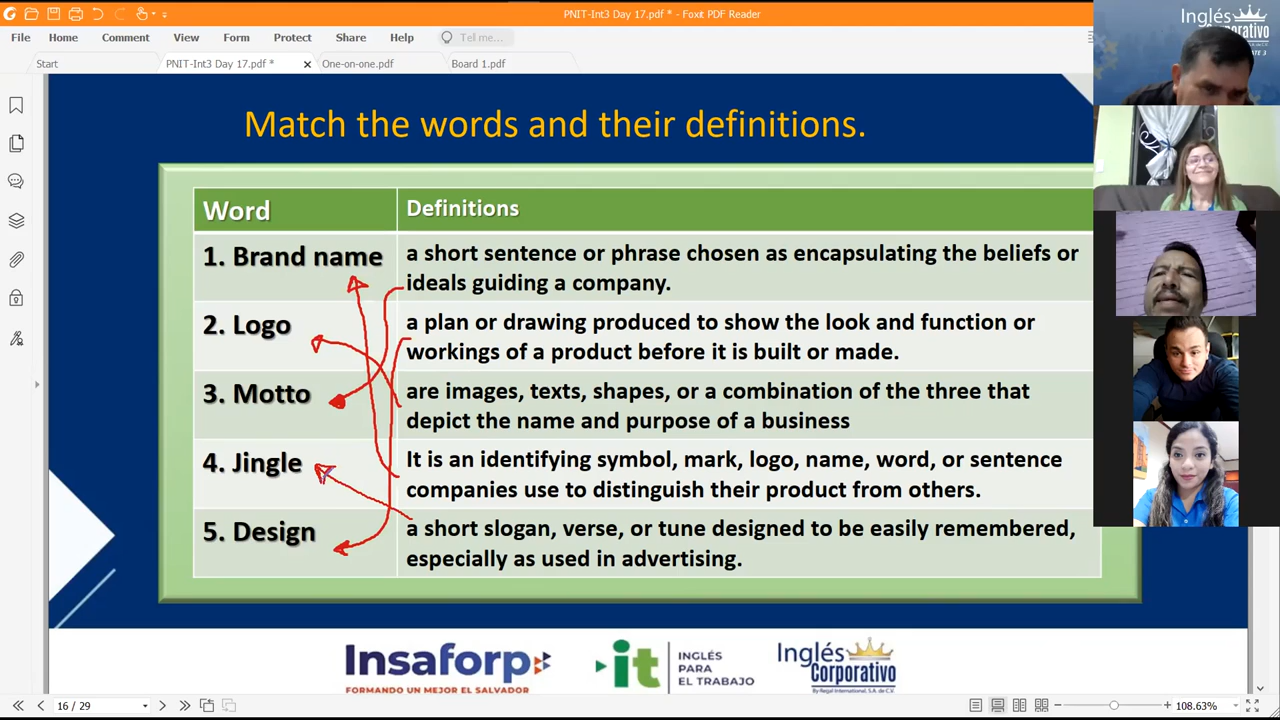 PNIT-Int3 Day 17.pdf * - Foxit PDF Reader
File Home Comment View Form Protect Share Help Tell me...
Start PNIT-Int3 Day 17.pdf * One-on-one.pdf Board 1.pdf
Match the words and their definitions.
Word Definitions
1. Brand name a short sentence or phrase chosen as encapsulating the beliefs or
ideals guiding a company.
2. Logo a plan or drawing produced to show the look and function or
workings of a product before it is built or made.
3. Motto are images, texts, shapes, or a combination of the three that
depict the name and purpose of a business
4. Jingle It is an identifying symbol, mark, logo, name, word, or sentence
companies use to distinguish their product from others.
5. Design a short slogan, verse, or tune designed to be easily remembered,
especially as used in advertising.
Insaforp
FORMANDO UN MEJOR EL SALVADOR
it INGLÉS
PARA
EL TRABAJO
Inglés
Corporativo
By Regal International, S.A. de C.V.
16 / 29
108.63%
Inglés
Corporativo